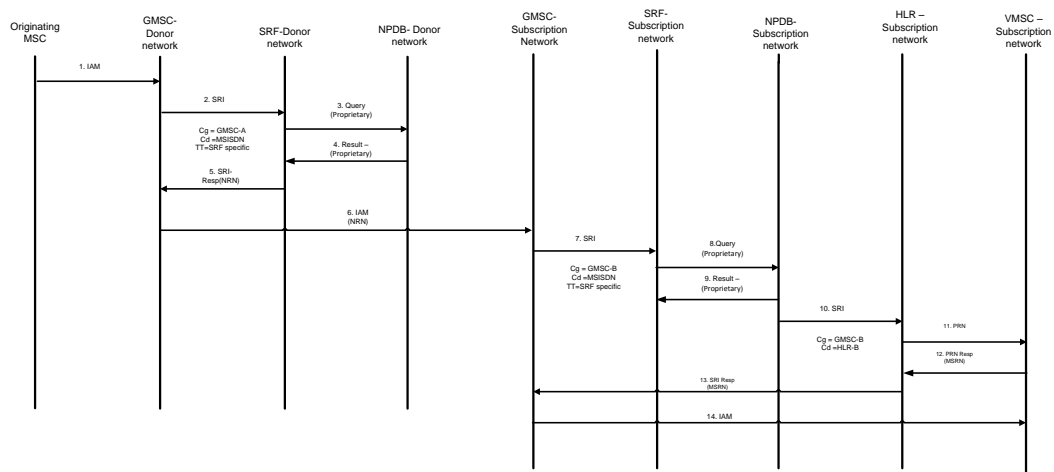 Originating
MSC
GMSC-
Donor
network
SRF-Donor
network
NPDB- Donor
network
GMSC-
Subscription
Network
SRF-
Subscription
network
NPDB-
Subscription
network
HLR –
Subscription
network
VMSC –
Subscription
network
1. IAM
2. SRI
Cg = GMSC-A
Cd =MSISDN
TT=SRF specific
3. Query
(Proprietary)
4. Result –
(Proprietary)
5. SRI-
Resp(NRN)
6. IAM
(NRN)
7. SRI
Cg = GMSC-B
Cd =MSISDN
TT=SRF specific
8.Query
(Proprietary)
9. Result –
(Proprietary)
10. SRI
Cg = GMSC-B
Cd =HLR-B
11. PRN
12. PRN Resp
(MSRN)
13. SRI Resp
(MSRN)
14. IAM